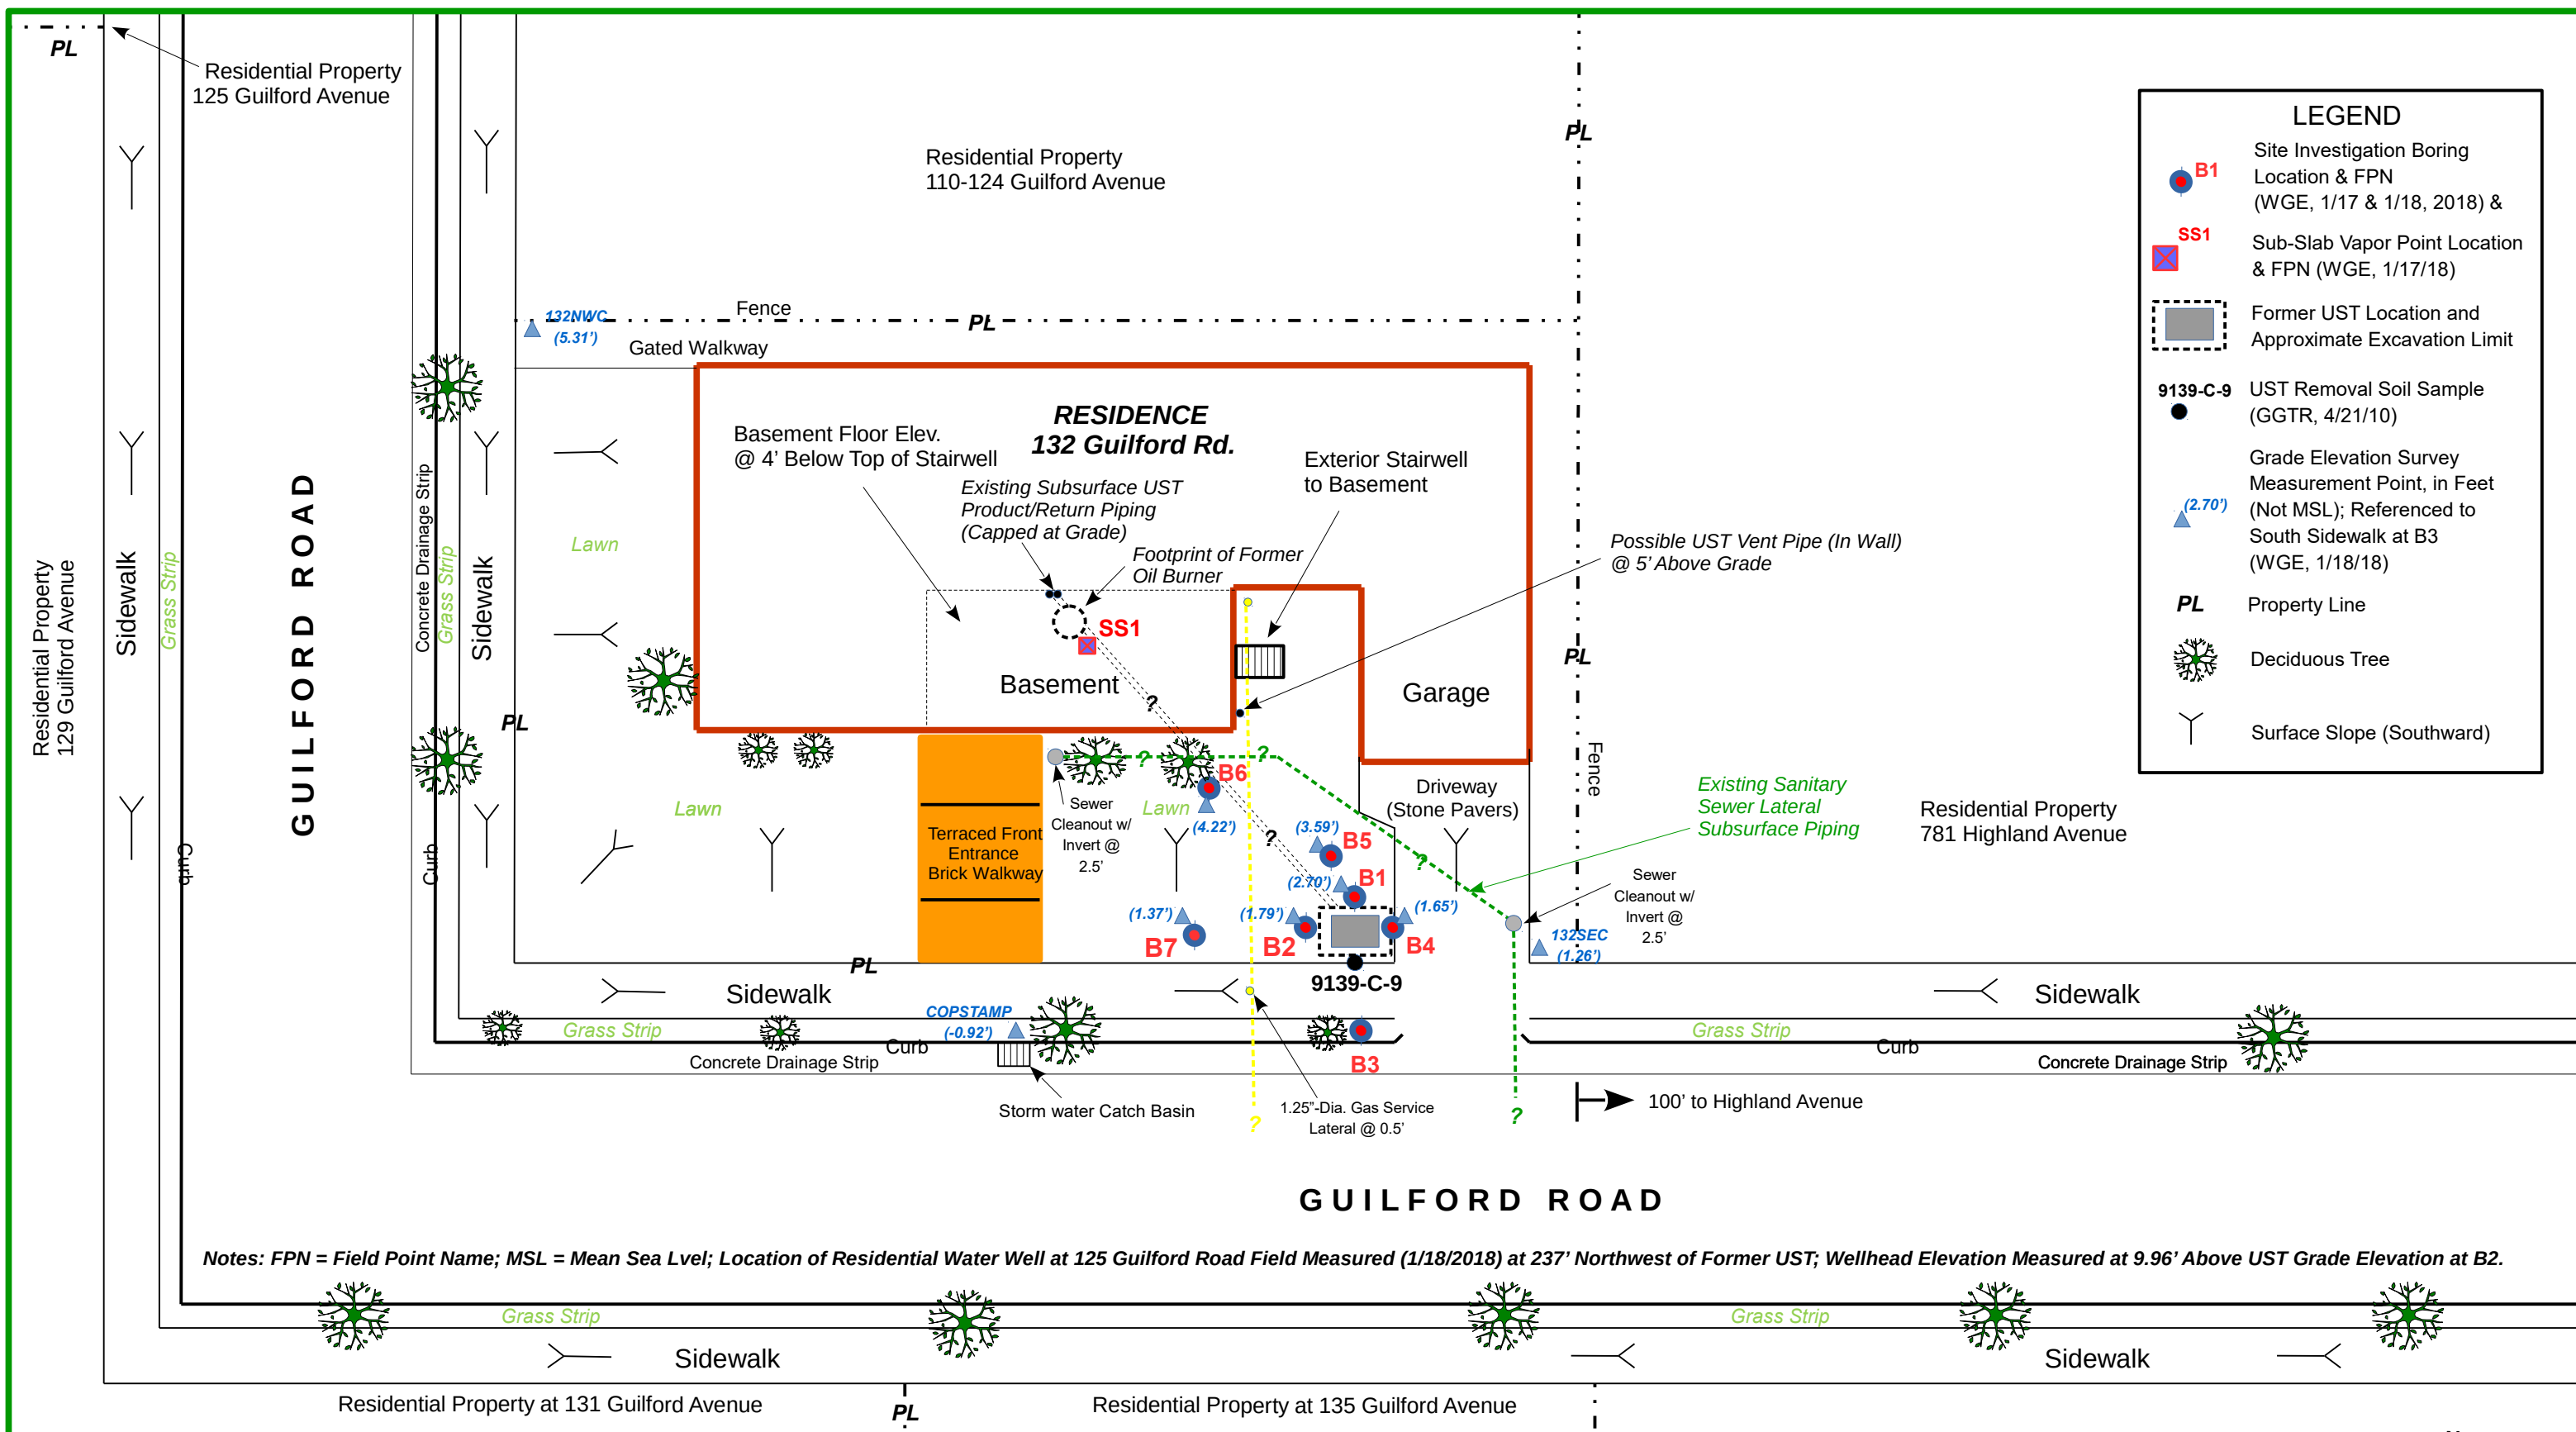 PL
Residential Property
125 Guilford Avenue
Residential Property
110-124 Guilford Avenue
PL
LEGEND
B1
Site Investigation Boring
Location & FPN
(WGE, 1/17 & 1/18, 2018) &
SS1
Sub-Slab Vapor Point Location
& FPN (WGE, 1/17/18)
Former UST Location and
Approximate Excavation Limit
9139-C-9
UST Removal Soil Sample
(GGTR, 4/21/10)
(2.70')
Grade Elevation Survey
Measurement Point, in Feet
(Not MSL); Referenced to
South Sidewalk at B3
(WGE, 1/18/18)
PL
Property Line
Deciduous Tree
Surface Slope (Southward)
132NWC
(5.31')
Fence
PL
Gated Walkway
RESIDENCE
132 Guilford Rd.
Basement Floor Elev.
@ 4' Below Top of Stairwell
Existing Subsurface UST
Product/Return Piping
(Capped at Grade)
Footprint of Former
Oil Burner
Exterior Stairwell
to Basement
Possible UST Vent Pipe (In Wall)
@ 5' Above Grade
SS1
Basement
?
Garage
PL
Fence
Residential Property
129 Guilford Avenue
Sidewalk
Grass Strip
Curb
GUILFORD ROAD
Concrete Drainage Strip
Grass Strip
Curb
Sidewalk
Lawn
PL
Lawn
Terraced Front
Entrance
Brick Walkway
Sewer
Cleanout w/
Invert @
2.5'
?
?
Lawn
B6
(4.22')
?
(3.59')
B5
(2.70')
B1
(1.37')
B7
(1.79')
B2
(1.65')
B4
9139-C-9
Driveway
(Stone Pavers)
?
Existing Sanitary
Sewer Lateral
Subsurface Piping
Sewer
Cleanout w/
Invert @
2.5'
132SEC
(1.26')
Residential Property
781 Highland Avenue
PL
Sidewalk
Sidewalk
Grass Strip
COPSTAMP
(-0.92')
Curb
Concrete Drainage Strip
B3
Grass Strip
Curb
Concrete Drainage Strip
Storm water Catch Basin
?
1.25"-Dia. Gas Service
Lateral @ 0.5'
?
100' to Highland Avenue
GUILFORD ROAD
Notes: FPN = Field Point Name; MSL = Mean Sea Lvel; Location of Residential Water Well at 125 Guilford Road Field Measured (1/18/2018) at 237' Northwest of Former UST; Wellhead Elevation Measured at 9.96' Above UST Grade Elevation at B2.
Grass Strip
Grass Strip
Sidewalk
Sidewalk
Residential Property at 131 Guilford Avenue
PL
Residential Property at 135 Guilford Avenue